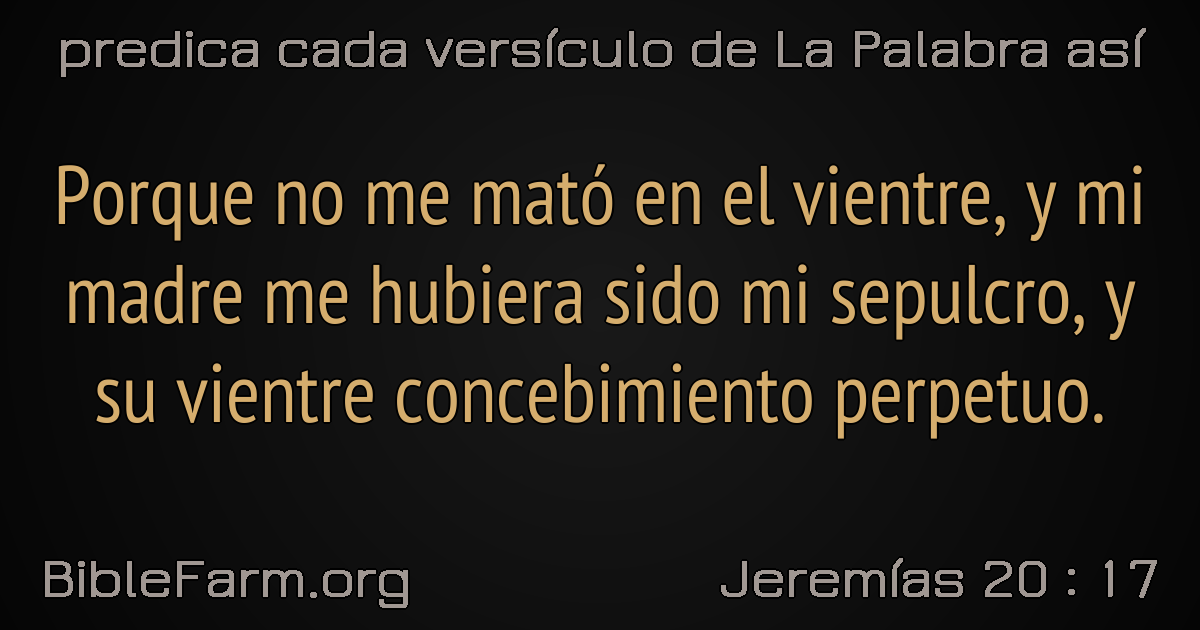 predica cada versículo de La Palabra así
Porque no me mató en el vientre, y mi
madre me hubiera sido mi sepulcro, y
su vientre concebimiento perpetuo.
BibleFarm.org
Jeremías 20 : 17